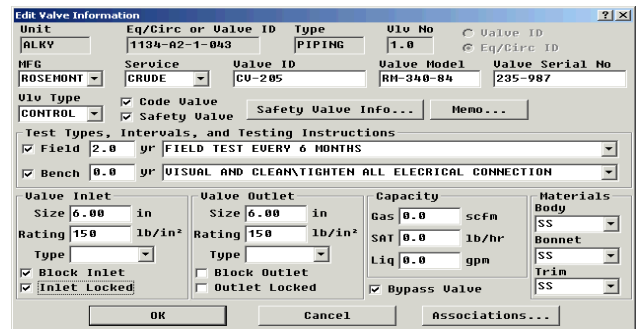 Edit Valve Information
Unit Eq/Circ or Valve ID Type Vlv No Valve ID
ALKY 1134-A2-1-043 PIPING 1.0 Eq/Circ ID
MFG Service Valve ID Valve Model Valve Serial No
ROSEMONT CRUDE CV-205 RM-340-84 235-987
Vlv Type Code Valve
CONTROL Safety Valve Safety Valve Info... Memo...
Test Types, Intervals, and Testing Instructions
Field 2.0 yr FIELD TEST EVERY 6 MONTHS
Bench 0.0 yr VISUAL AND CLEAN\TIGHTEN ALL ELECRICAL CONNECTION
Valve Inlet Valve Outlet Capacity Materials
Size 6.00 in Size 6.00 in Gas 0.0 scfm Body SS
Rating 150 lb/in² Rating 150 lb/in² SAT 0.0 lb/hr Bonnet SS
Type Type Liq 0.0 gpm Trim SS
Block Inlet Block Outlet
Inlet Locked Outlet Locked Bypass Valve
OK Cancel Associations...